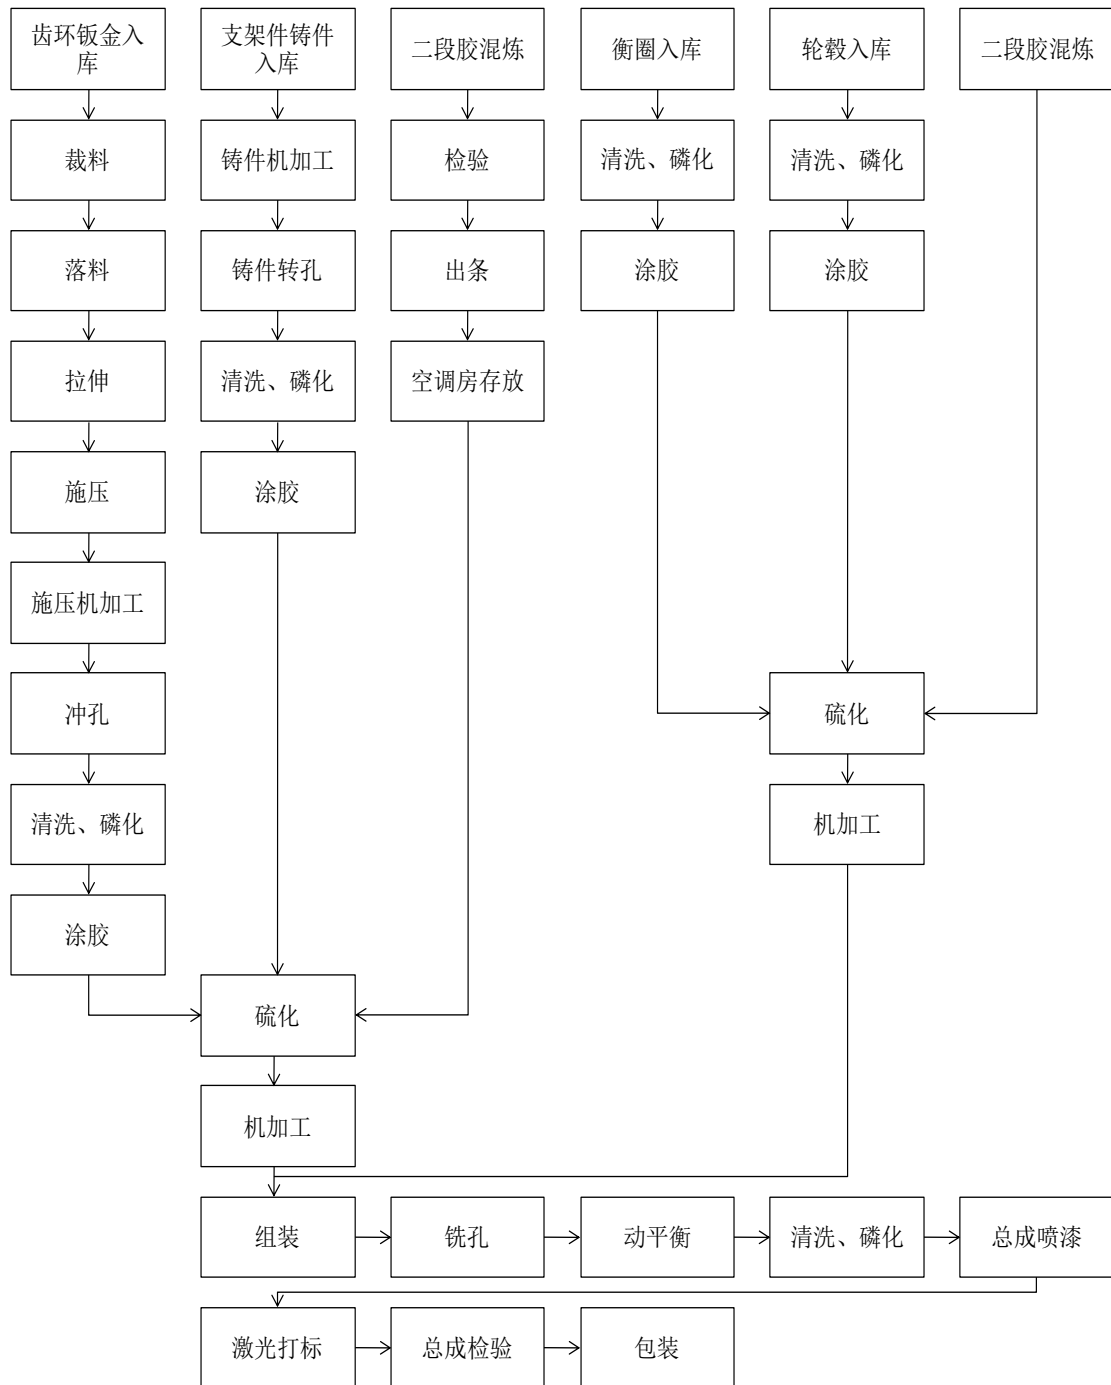 齿环钣金入
库
支架件铸件
入库
二段胶混炼
衡圈入库
轮毂入库
二段胶混炼
裁料
铸件机加工
检验
清洗、磷化
清洗、磷化
落料
铸件转孔
出条
涂胶
涂胶
拉伸
清洗、磷化
空调房存放
施压
涂胶
施压机加工
冲孔
硫化
清洗、磷化
机加工
涂胶
硫化
机加工
组装
铣孔
动平衡
清洗、磷化
总成喷漆
激光打标
总成检验
包装